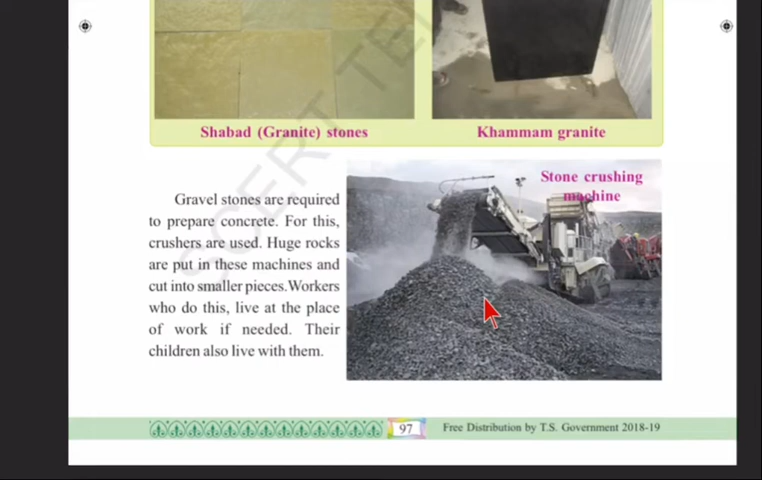 Shabad (Granite) stones
Khammam granite
Stone crushing
machine
Gravel stones are required
to prepare concrete. For this,
crushers are used. Huge rocks
are put in these machines and
cut into smaller pieces.Workers
who do this, live at the place
of work if needed. Their
children also live with them.
97
Free Distribution by T.S. Government 2018-19
SCERT TEL